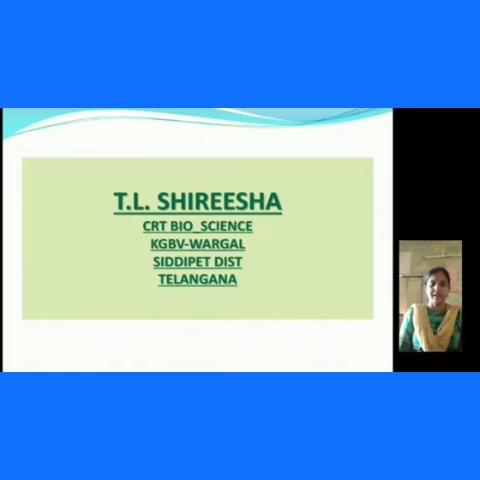 T.L. SHIREESHA
CRT BIO_SCIENCE
KGBV-WARGAL
SIDDIPET DIST
TELANGANA